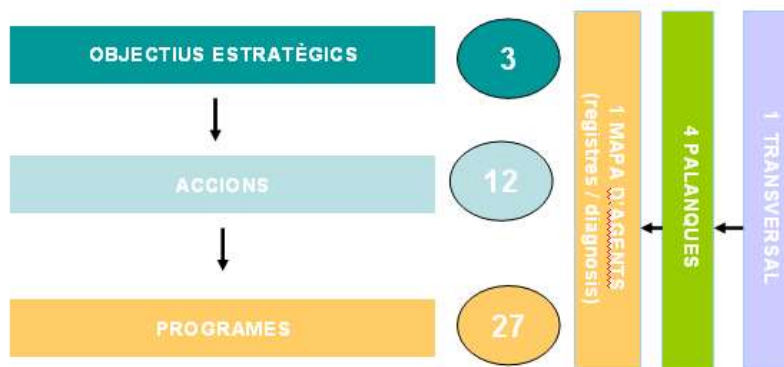 OBJECTIUS ESTRATÈGICS
3
ACCIONS
12
PROGRAMES
27
1 MAPA D'AGENTS
(registres / diagnosis)
4 PALANQUES
1 TRANSVERSAL